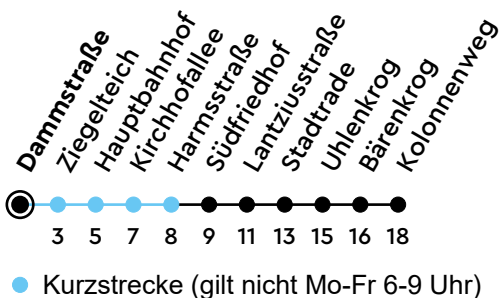 Dammstraße
Ziegelteich
Hauptbahnhof
Kirchhofallee
Harmsstraße
Südfriedhof
Lantziusstraße
Stadtrade
Uhlenkrog
Bärenkrog
Kolonnenweg
3 5 7 8 9 11 13 15 16 18
Kurzstrecke (gilt nicht Mo-Fr 6-9 Uhr)